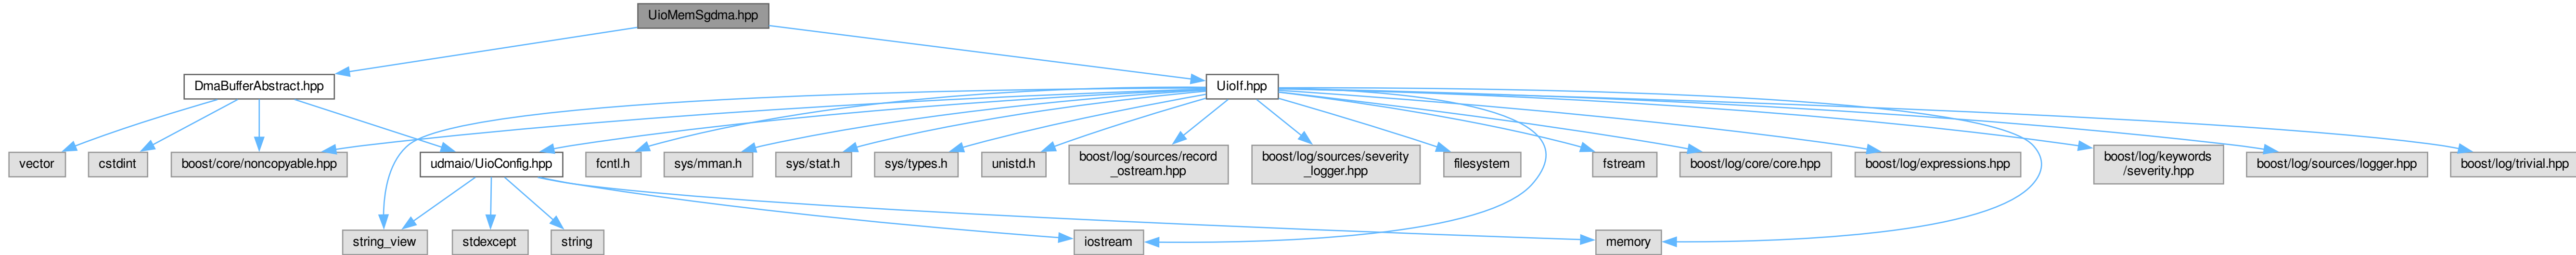 UioMemSgdma.hpp
DmaBufferAbstract.hpp
UioIf.hpp
vector
cstdint
boost/core/noncopyable.hpp
udmaio/UioConfig.hpp
fcntl.h
sys/mman.h
sys/stat.h
sys/types.h
unistd.h
boost/log/sources/record
_ostream.hpp
boost/log/sources/severity
_logger.hpp
filesystem
fstream
boost/log/core/core.hpp
boost/log/expressions.hpp
boost/log/keywords
/severity.hpp
boost/log/sources/logger.hpp
boost/log/trivial.hpp
string_view
stdexcept
string
iostream
memory